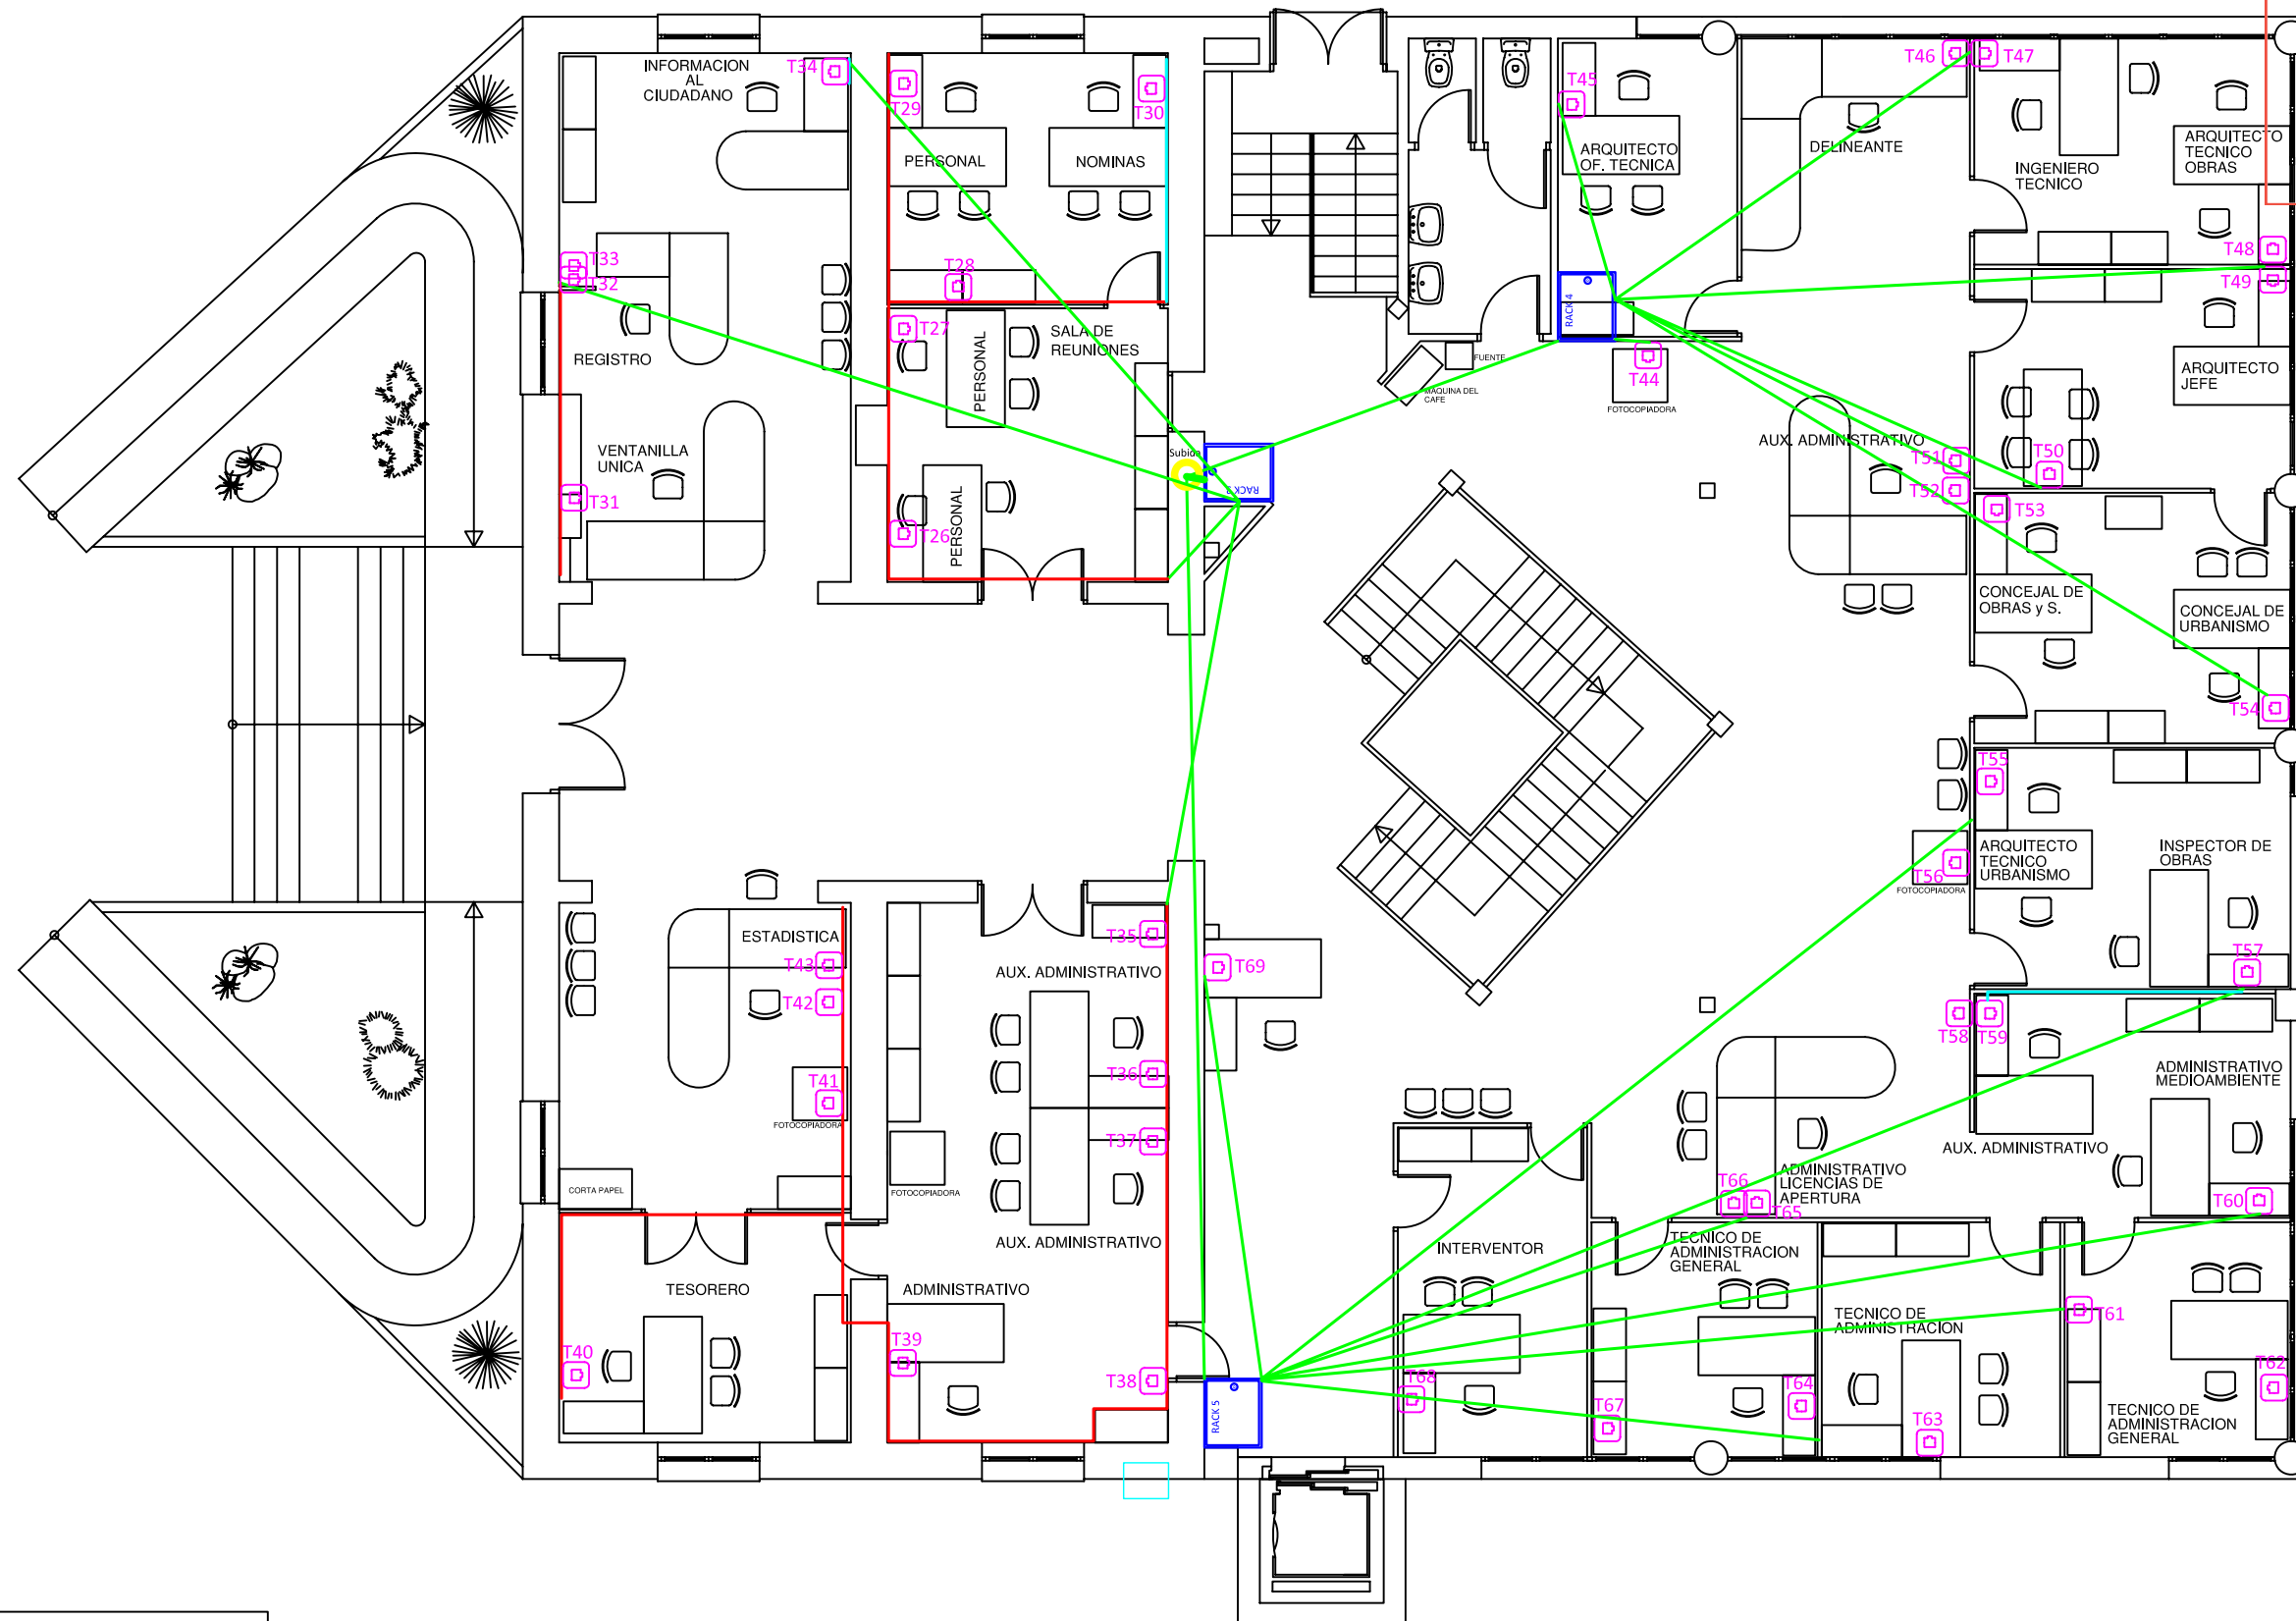 INFORMACION
AL
CIUDADANO
T34
T29
T30
PERSONAL
NOMINAS
T45
ARQUITECTO
OF. TECNICA
DELINEANTE
T46
T47
ARQUITECTO
TECNICO
OBRAS
INGENIERO
TECNICO
T33
T32
T28
T48
T49
REGISTRO
T27
PERSONAL
SALA DE
REUNIONES
RACK 4
FUENTE
MAQUINA DEL
CAFE
T44
FOTOCOPIADORA
ARQUITECTO
JEFE
VENTANILLA
UNICA
T31
T26
PERSONAL
Subida
AUX. ADMINISTRATIVO
T51
T52
T50
T53
CONCEJAL DE
OBRAS y S.
CONCEJAL DE
URBANISMO
T54
T55
ARQUITECTO
TECNICO
URBANISMO
INSPECTOR DE
OBRAS
T56
FOTOCOPIADORA
T57
ESTADISTICA
T43
T42
T41
FOTOCOPIADORA
CORTA PAPEL
T35
AUX. ADMINISTRATIVO
T36
T37
FOTOCOPIADORA
AUX. ADMINISTRATIVO
T69
T58
T59
ADMINISTRATIVO
MEDIOAMBIENTE
AUX. ADMINISTRATIVO
ADMINISTRATIVO
LICENCIAS DE
APERTURA
T66
T65
T60
TESORERO
ADMINISTRATIVO
T40
T39
T38
RACK 5
INTERVENTOR
TECNICO DE
ADMINISTRACION
GENERAL
T68
T67
T64
TECNICO DE
ADMINISTRACION
T63
T61
T62
TECNICO DE
ADMINISTRACION
GENERAL